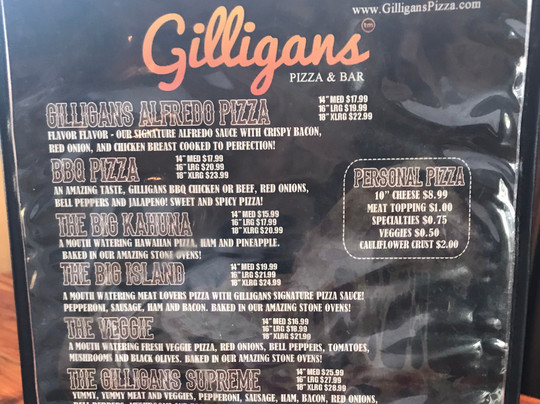 www.GilligansPizza.com
Gilligans
PIZZA & BAR
GILLIGANS ALFREDO PIZZA
14" MED $17.99
16" LRG $19.99
18" XLRG $22.99
FLAVOR FLAVOR - OUR SIGNATURE ALFREDO SAUCE WITH CRISPY BACON,
RED ONION, AND CHICKEN BREAST COOKED TO PERFECTION!
BBQ PIZZA
14" MED $17.99
16" LRG $20.99
18" XLRG $23.99
AN AMAZING TASTE, GILLIGANS BBQ CHICKEN OR BEEF, RED ONIONS,
BELL PEPPERS AND JALAPENO! SWEET AND SPICY PIZZA!
THE BIG KAHUNA
14" MED $15.99
16" LRG $17.99
18" XLRG $20.99
A MOUTH WATERING HAWAIIAN PIZZA, HAM AND PINEAPPLE.
BAKED IN OUR AMAZING STONE OVENS!
THE BIG ISLAND
14" MED $19.99
16" LRG $21.99
18" XLRG $24.99
A MOUTH WATERING MEAT LOVERS PIZZA WITH GILLIGANS SIGNATURE PIZZA SAUCE!
PEPPERONI, SAUSAGE, HAM AND BACON. BAKED IN OUR AMAZING STONE OVENS!
THE VEGGIE
14" MED $16.99
16" LRG $18.99
18" XLRG $21.99
A MOUTH WATERING FRESH VEGGIE PIZZA, RED ONIONS, BELL PEPPERS, TOMATOES,
MUSHROOMS AND BLACK OLIVES. BAKED IN OUR AMAZING STONE OVENS!
THE GILLIGANS SUPREME
14" MED $25.99
16" LRG $27.99
18" XLRG $28.99
YUMMY, YUMMY MEAT AND VEGGIES, PEPPERONI, SAUSAGE, HAM, BACON, RED ONIONS,
PERSONAL PIZZA
10" CHEESE $8.99
MEAT TOPPING $1.00
SPECIALTIES $0.75
VEGGIES $0.50
CAULIFLOWER CRUST $2.00